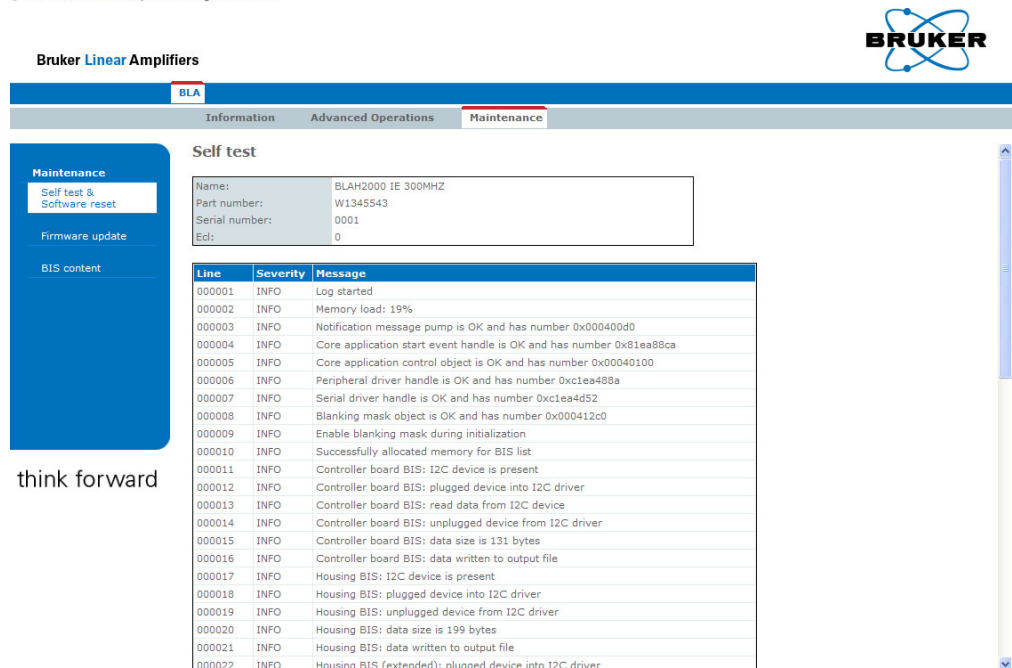 BRUKER
Bruker Linear Amplifiers
BLA
Information Advanced Operations Maintenance
Maintenance
Self test &
Software reset
Firmware update
BIS content
think forward
Self test
Name: BLAH2000 IE 300MHZ
Part number: W1345543
Serial number: 0001
Ecl: 0
Line Severity Message
000001 INFO Log started
000002 INFO Memory load: 19%
000003 INFO Notification message pump is OK and has number 0x000400d0
000004 INFO Core application start event handle is OK and has number 0x81ea88ca
000005 INFO Core application control object is OK and has number 0x00040100
000006 INFO Peripheral driver handle is OK and has number 0xc1ea488a
000007 INFO Serial driver handle is OK and has number 0xc1ea4d52
000008 INFO Blanking mask object is OK and has number 0x000412c0
000009 INFO Enable blanking mask during initialization
000010 INFO Successfully allocated memory for BIS list
000011 INFO Controller board BIS: I2C device is present
000012 INFO Controller board BIS: plugged device into I2C driver
000013 INFO Controller board BIS: read data from I2C device
000014 INFO Controller board BIS: unplugged device from I2C driver
000015 INFO Controller board BIS: data size is 131 bytes
000016 INFO Controller board BIS: data written to output file
000017 INFO Housing BIS: I2C device is present
000018 INFO Housing BIS: plugged device into I2C driver
000019 INFO Housing BIS: unplugged device from I2C driver
000020 INFO Housing BIS: data size is 199 bytes
000021 INFO Housing BIS: data written to output file
000022 INFO Housing BIS (extended): plugged device into I2C driver